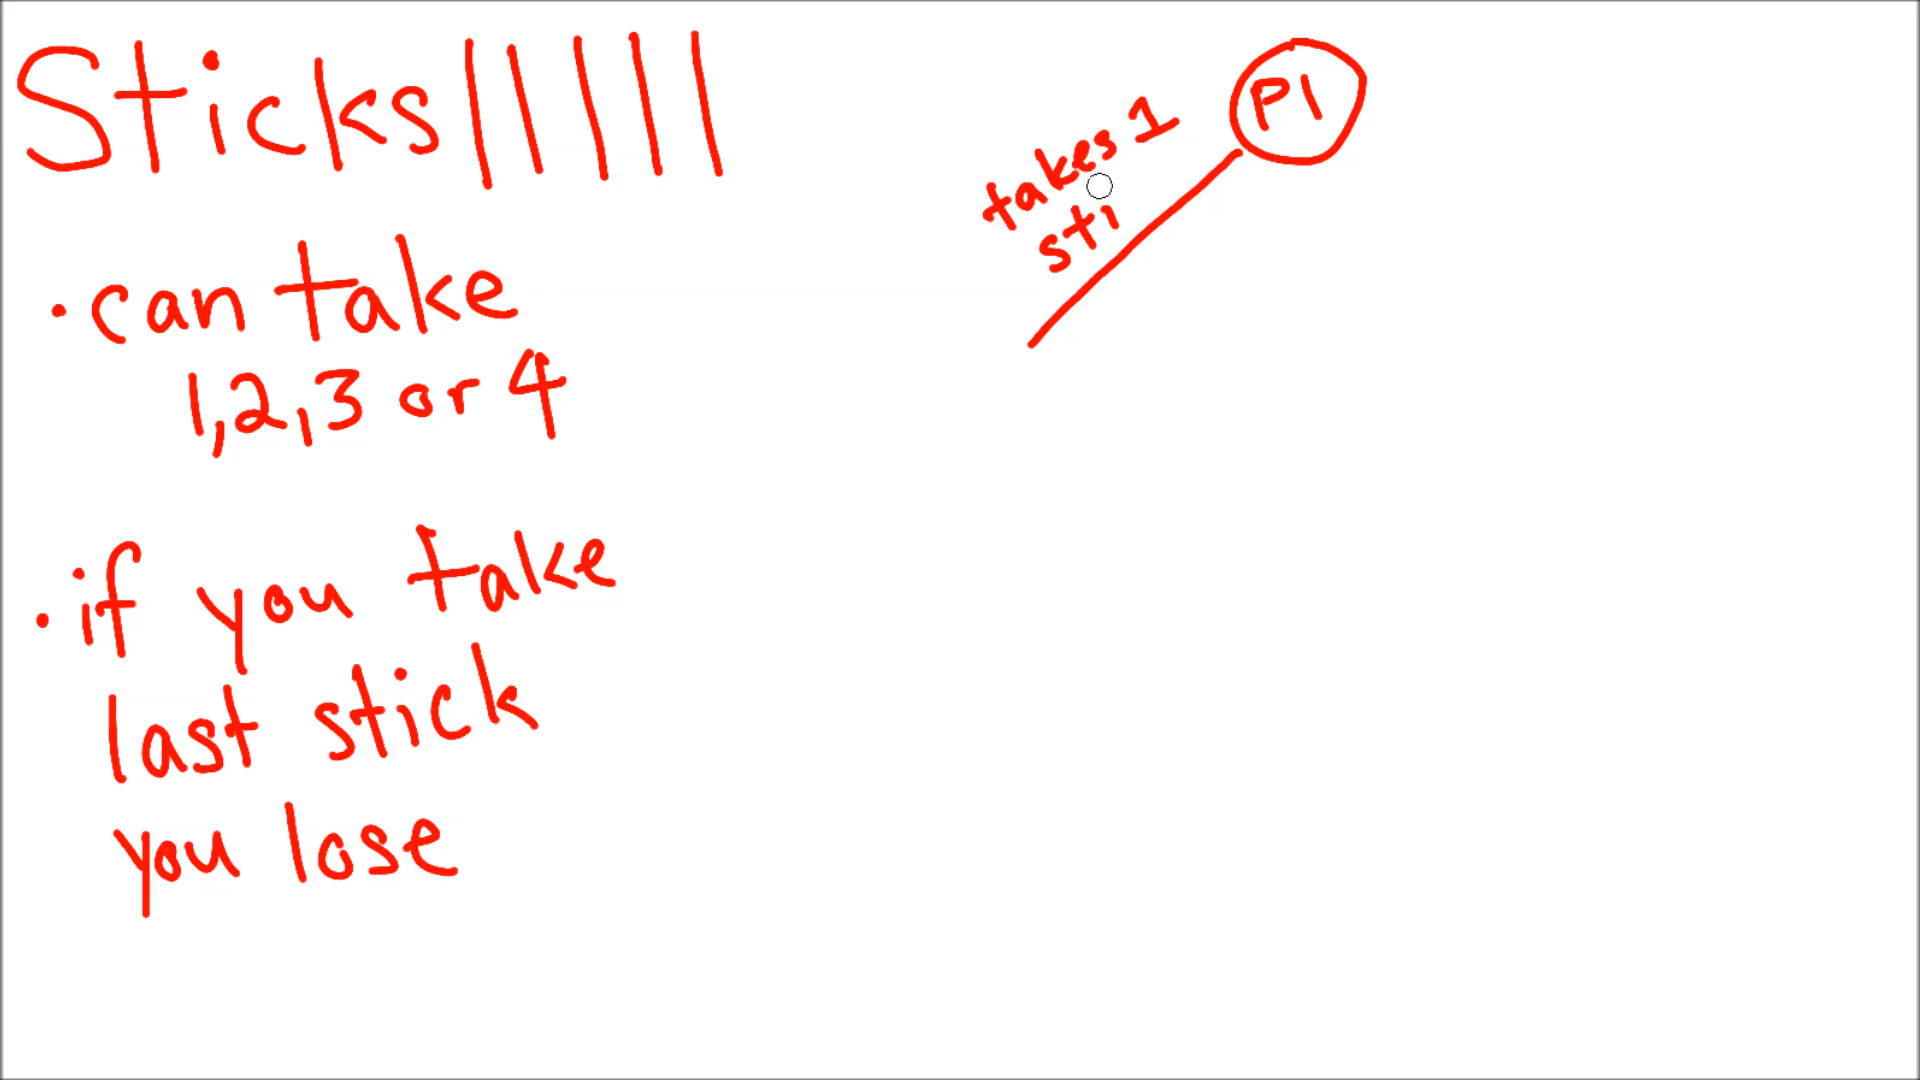 Sticks |||||
• can take
1,2,3 or 4
• if you take
last stick
you lose
P1
takes 1
sti